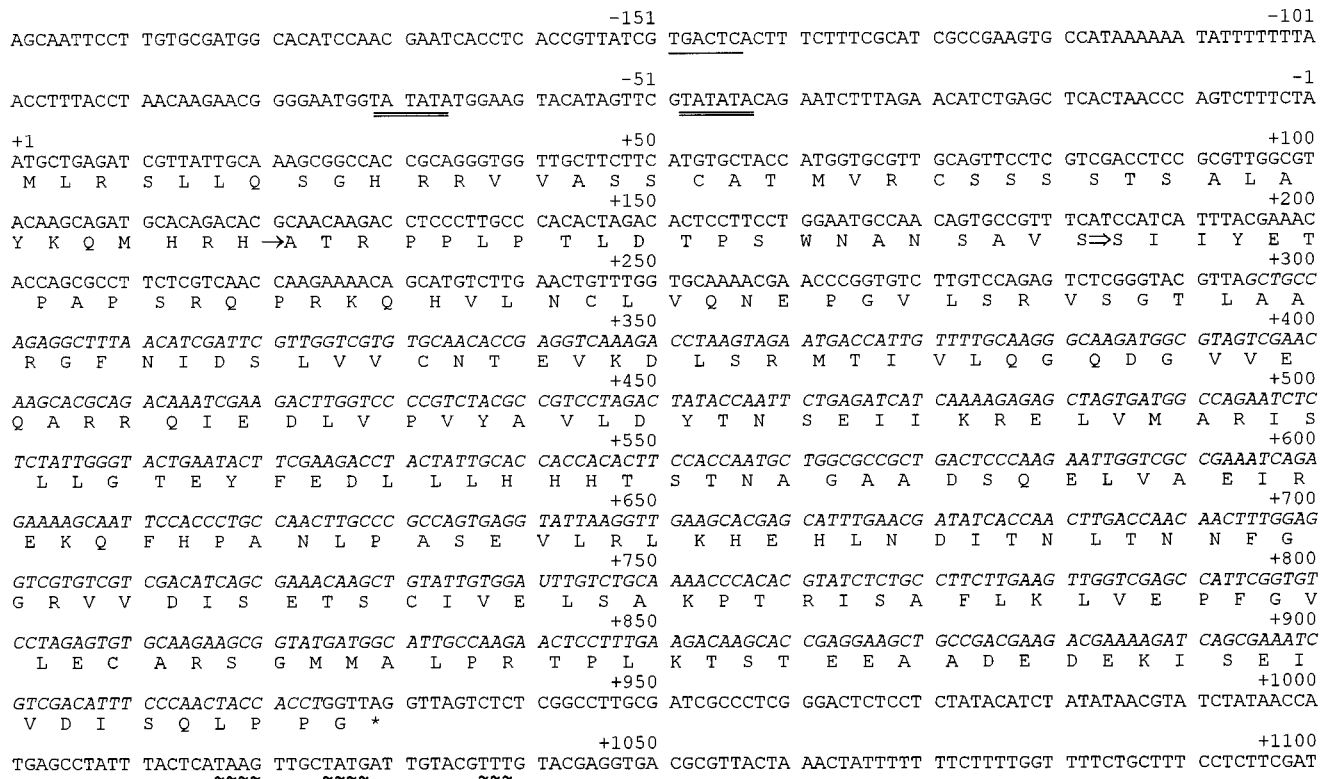 -151 -101
AGCAATTCCT TGTGCGATGG CACATCCAAC GAATCACCTC ACCGTTATCG TGACTCACTT TCTTTCGCAT CGCCGAAGTG CCATAAAAAA TATTTTTTTA
-51 -1
ACCTTTACCT AACAAGAACG GGGAATGGTA TATATGGAAG TACATAGTTC GTATATACAG AATCTTTAGA ACATCTGAGC TCACTAACCC AGTCTTTCTA
+1 +50 +100
ATGCTGAGAT CGTTATTGCA AAGCGGCCAC CGCAGGGTGG TTGCTTCTTC ATGTGCTACC ATGGTGCGTT GCAGTTCCTC GTCGACCTCC GCGTTGGCGT
M L R S L L Q S G H R R V V A S S C A T M V R C S S S T S A L A
+150 +200
ACAAGCAGAT GCACAGACAC GCAACAAGAC CTCCCTTGCC CACACTAGAC ACTCCTTCCT GGAATGCCAA CAGTGCCGTT TCATCCATCA TTTACGAAAC
Y K Q M H R H →A T R P P L P T L D T P S W N A N S A V S⇒S I I Y E T
+250 +300
ACCAGCGCCT TCTCGTCAAC CAAGAAAACA GCATGTCTTG AACTGTTTGG TGCAAAACGA ACCCGGTGTC TTGTCCAGAG TCTCGGGTAC GTTAGCTGCC
P A P S R Q P R K Q H V L N C L V Q N E P G V L S R V S G T L A A
+350 +400
AGAGGCTTTA ACATCGATTC GTTGGTCGTG TGCAACACCG AGGTCAAAGA CCTAAGTAGA ATGACCATTG TTTTGCAAGG GCAAGATGGC GTAGTCGAAC
R G F N I D S L V V C N T E V K D L S R M T I V L Q G Q D G V V E
+450 +500
AAGCACGCAG ACAAATCGAA GACTTGGTCC CCGTCTACGC CGTCCTAGAC TATACCAATT CTGAGATCAT CAAAAGAGAG CTAGTGATGG CCAGAATCTC
Q A R R Q I E D L V P V Y A V L D Y T N S E I I K R E L V M A R I S
+550 +600
TCTATTGGGT ACTGAATACT TCGAAGACCT ACTATTGCAC CACCACACTT CCACCAATGC TGGCGCCGCT GACTCCCAAG AATTGGTCGC CGAAATCAGA
L L G T E Y F E D L L L H H H T S T N A G A A D S Q E L V A E I R
+650 +700
GAAAAGCAAT TCCACCCTGC CAACTTGCCC GCCAGTGAGG TATTAAGGTT GAAGCACGAG CATTTGAACG ATATCACCAA CTTGACCAAC AACTTTGGAG
E K Q F H P A N L P A S E V L R L K H E H L N D I T N L T N N F G
+750 +800
GTCGTGTCGT CGACATCAGC GAAACAAGCT GTATTGTGGA UTTGTCTGCA AAACCCACAC GTATCTCTGC CTTCTTGAAG TTGGTCGAGC CATTCGGTGT
G R V V D I S E T S C I V E L S A K P T R I S A F L K L V E P F G V
+850 +900
CCTAGAGTGT GCAAGAAGCG GTATGATGGC ATTGCCAAGA ACTCCTTTGA AGACAAGCAC CGAGGAAGCT GCCGACGAAG ACGAAAAGAT CAGCGAAATC
L E C A R S G M M A L P R T P L K T S T E E A A D E D E K I S E I
+950 +1000
GTCGACATTT CCCAACTACC ACCTGGTTAG GTTAGTCTCT CGGCCTTGCG ATCGCCCTCG GGACTCTCCT CTATACATCT ATATAACGTA TCTATAACCA
V D I S Q L P P G *
+1050 +1100
TGAGCCTATT TACTCATAAG TTGCTATGAT TGTACGTTTG TACGAGGTGA CGCGTTACTA AACTATTTTT TTCTTTTGGT TTTCTGCTTT CCTCTTCGAT